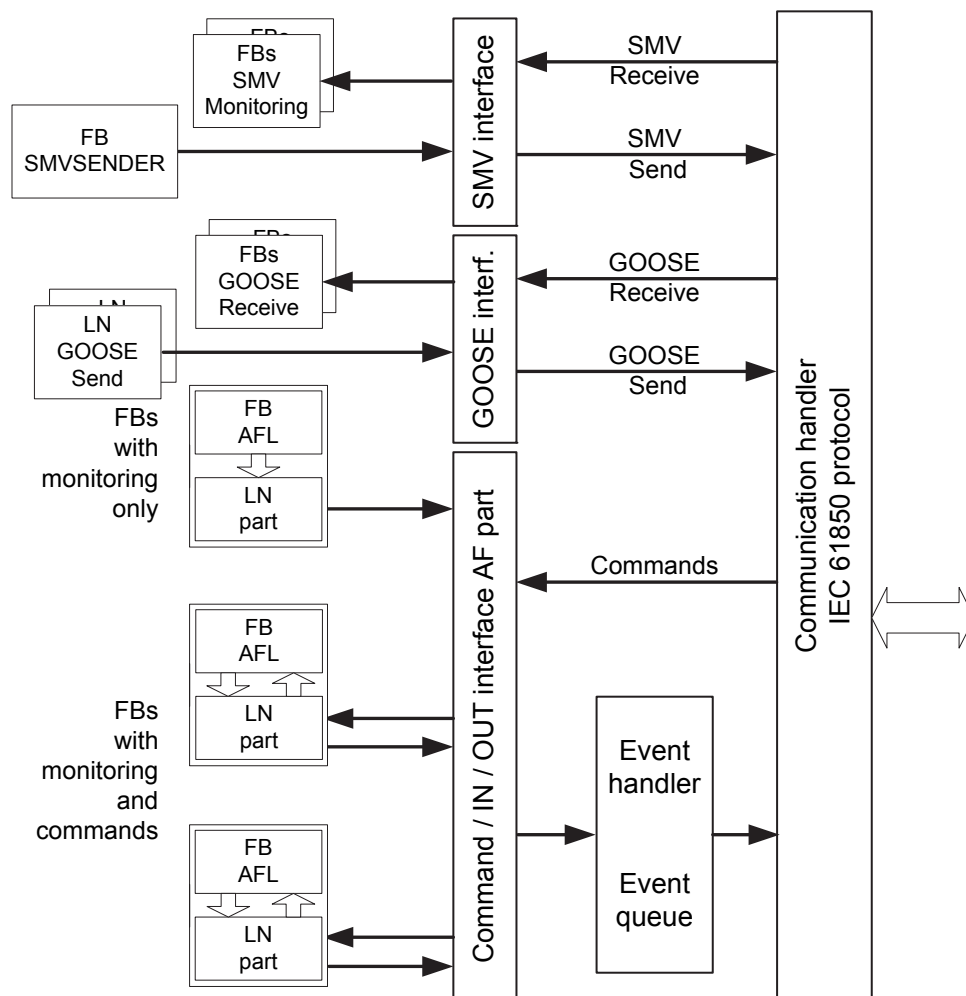 FBs
FBs
SMV
Monitoring
FB
SMVSENDER
SMV interface
SMV
Receive
SMV
Send
FBs
FBs
GOOSE
Receive
LN
LN
GOOSE
Send
GOOSE interf.
GOOSE
Receive
GOOSE
Send
FBs
with
monitoring
only
FB
AFL
LN
part
Command / IN / OUT interface AF part
Commands
Communication handler
IEC 61850 protocol
FBs
with
monitoring
and
commands
FB
AFL
LN
part
FB
AFL
LN
part
Event
handler
Event
queue